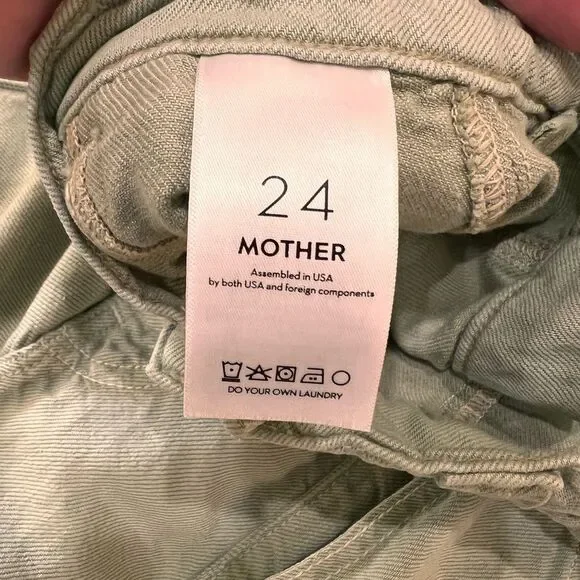 24
MOTHER
Assembled in USA
by both USA and foreign components
DO YOUR OWN LAUNDRY